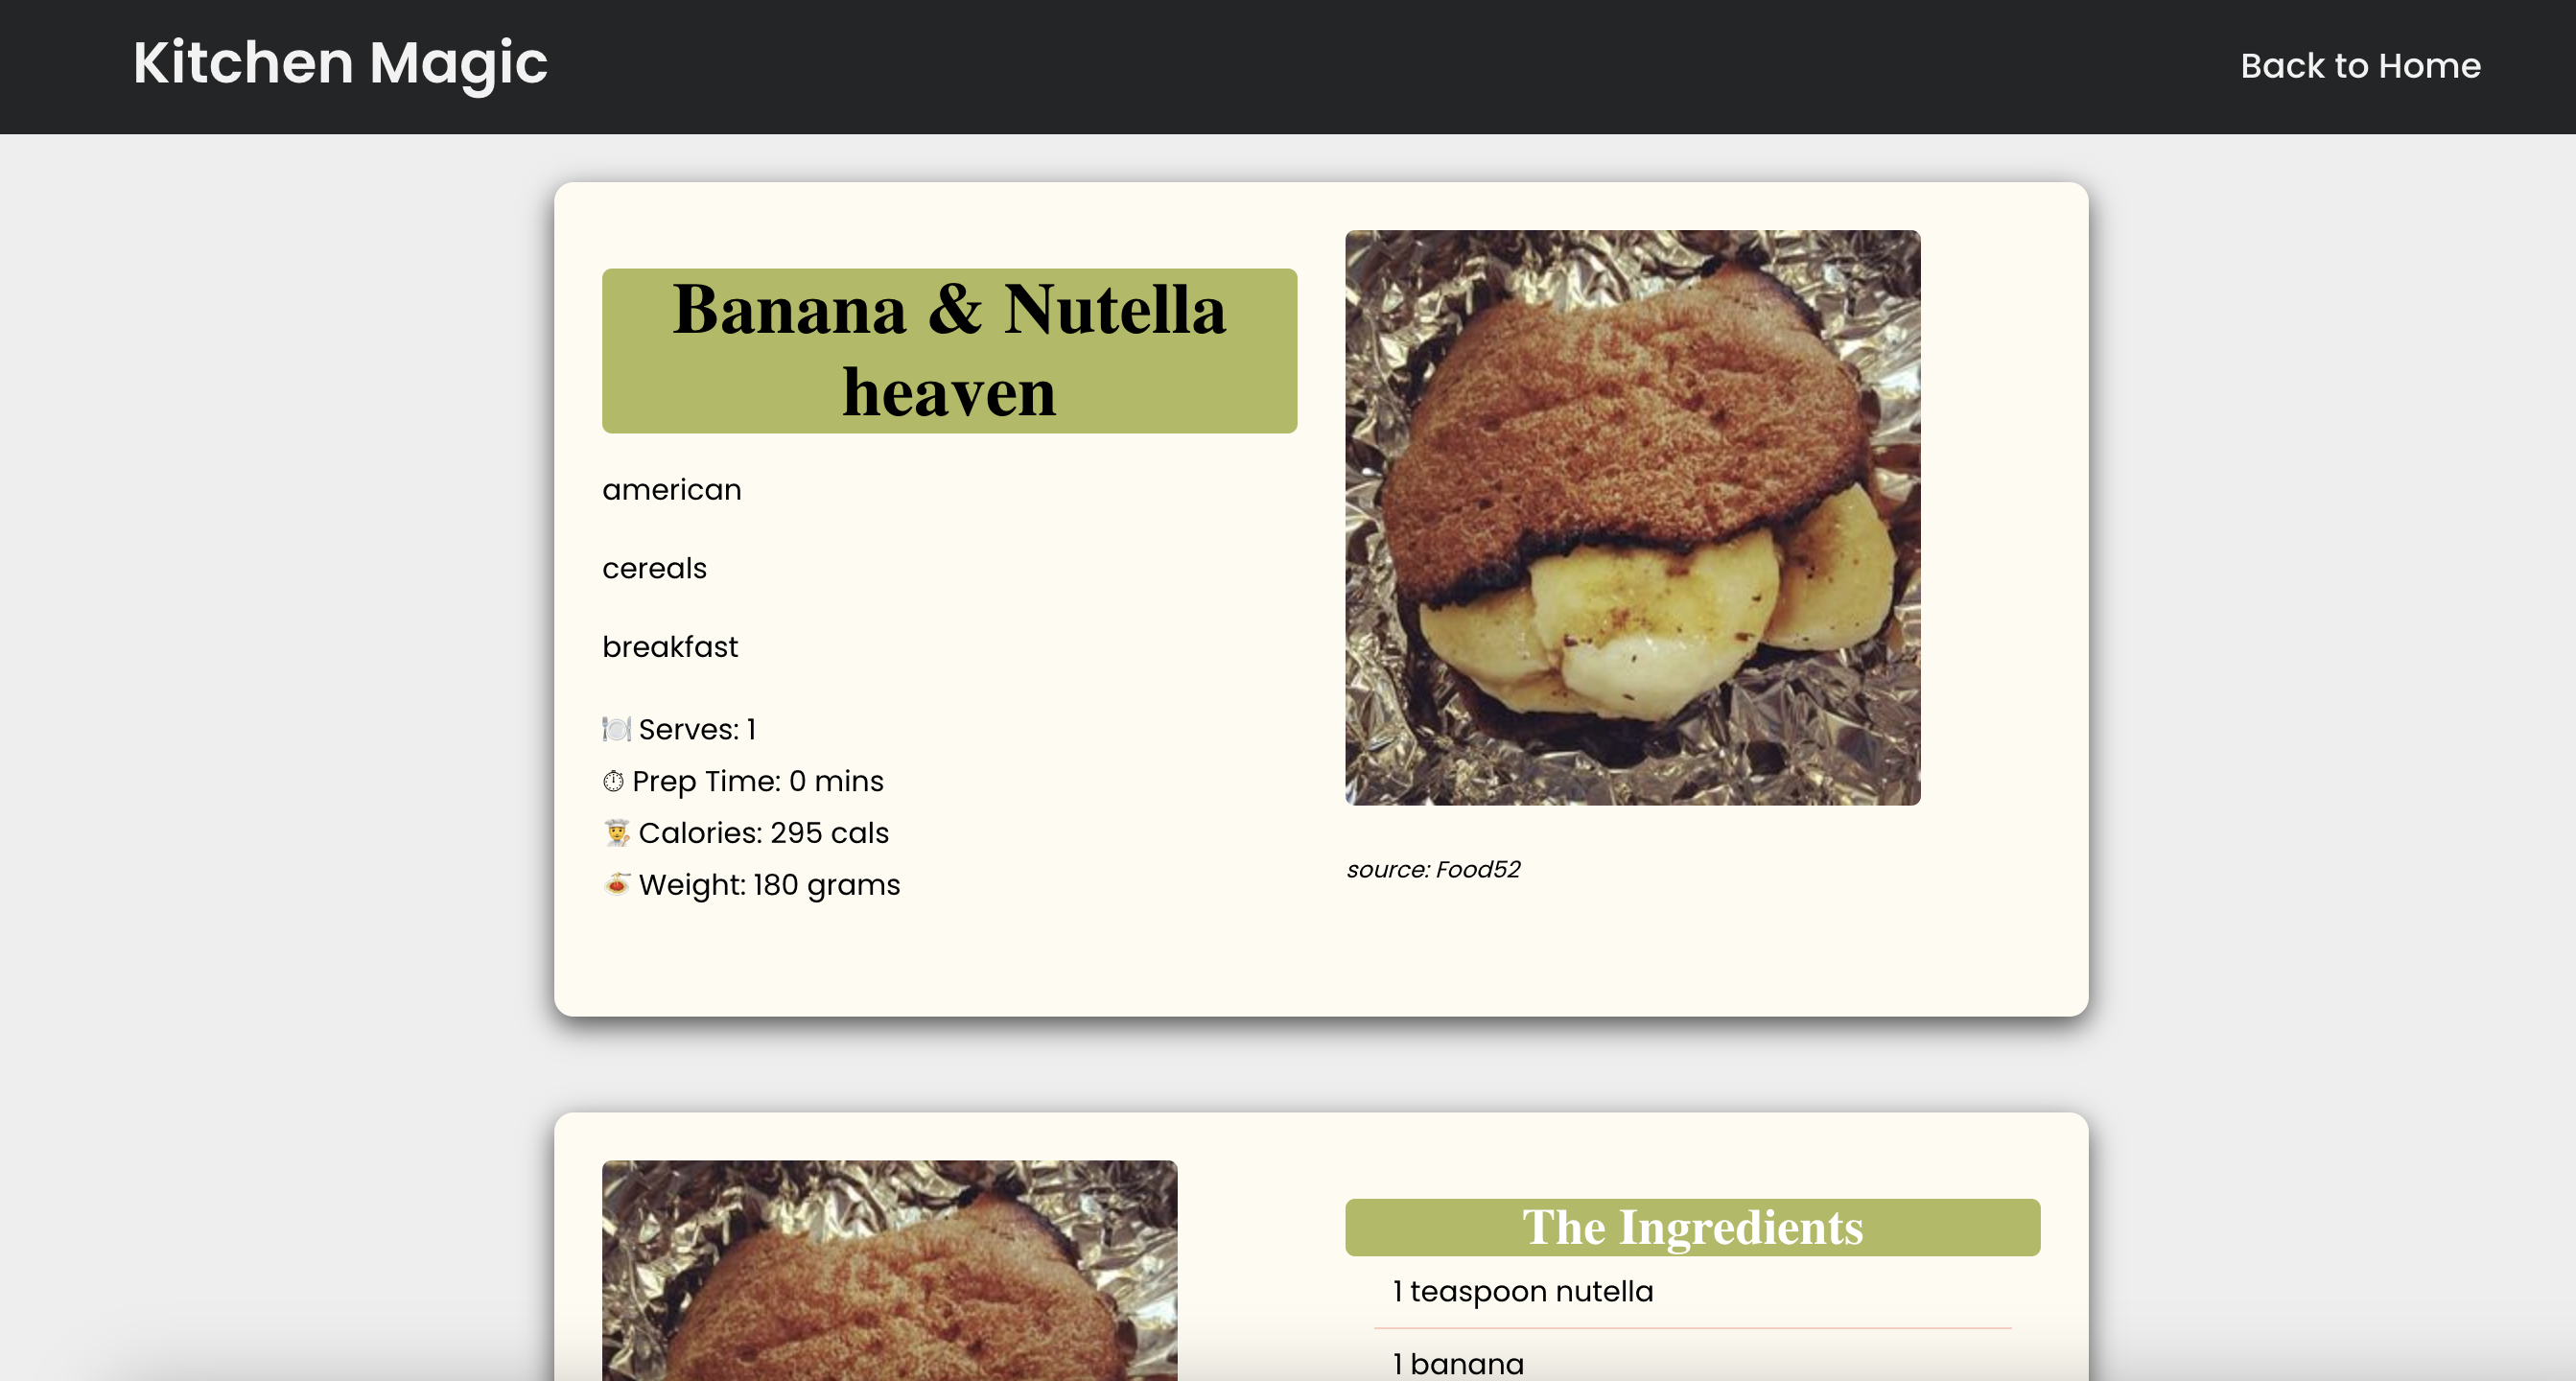 Kitchen Magic
Back to Home
Banana & Nutella
heaven
american
cereals
breakfast
🍽️ Serves: 1
⏱ Prep Time: 0 mins
👨‍🍳 Calories: 295 cals
🍝 Weight: 180 grams
source: Food52
The Ingredients
1 teaspoon nutella
1 banana